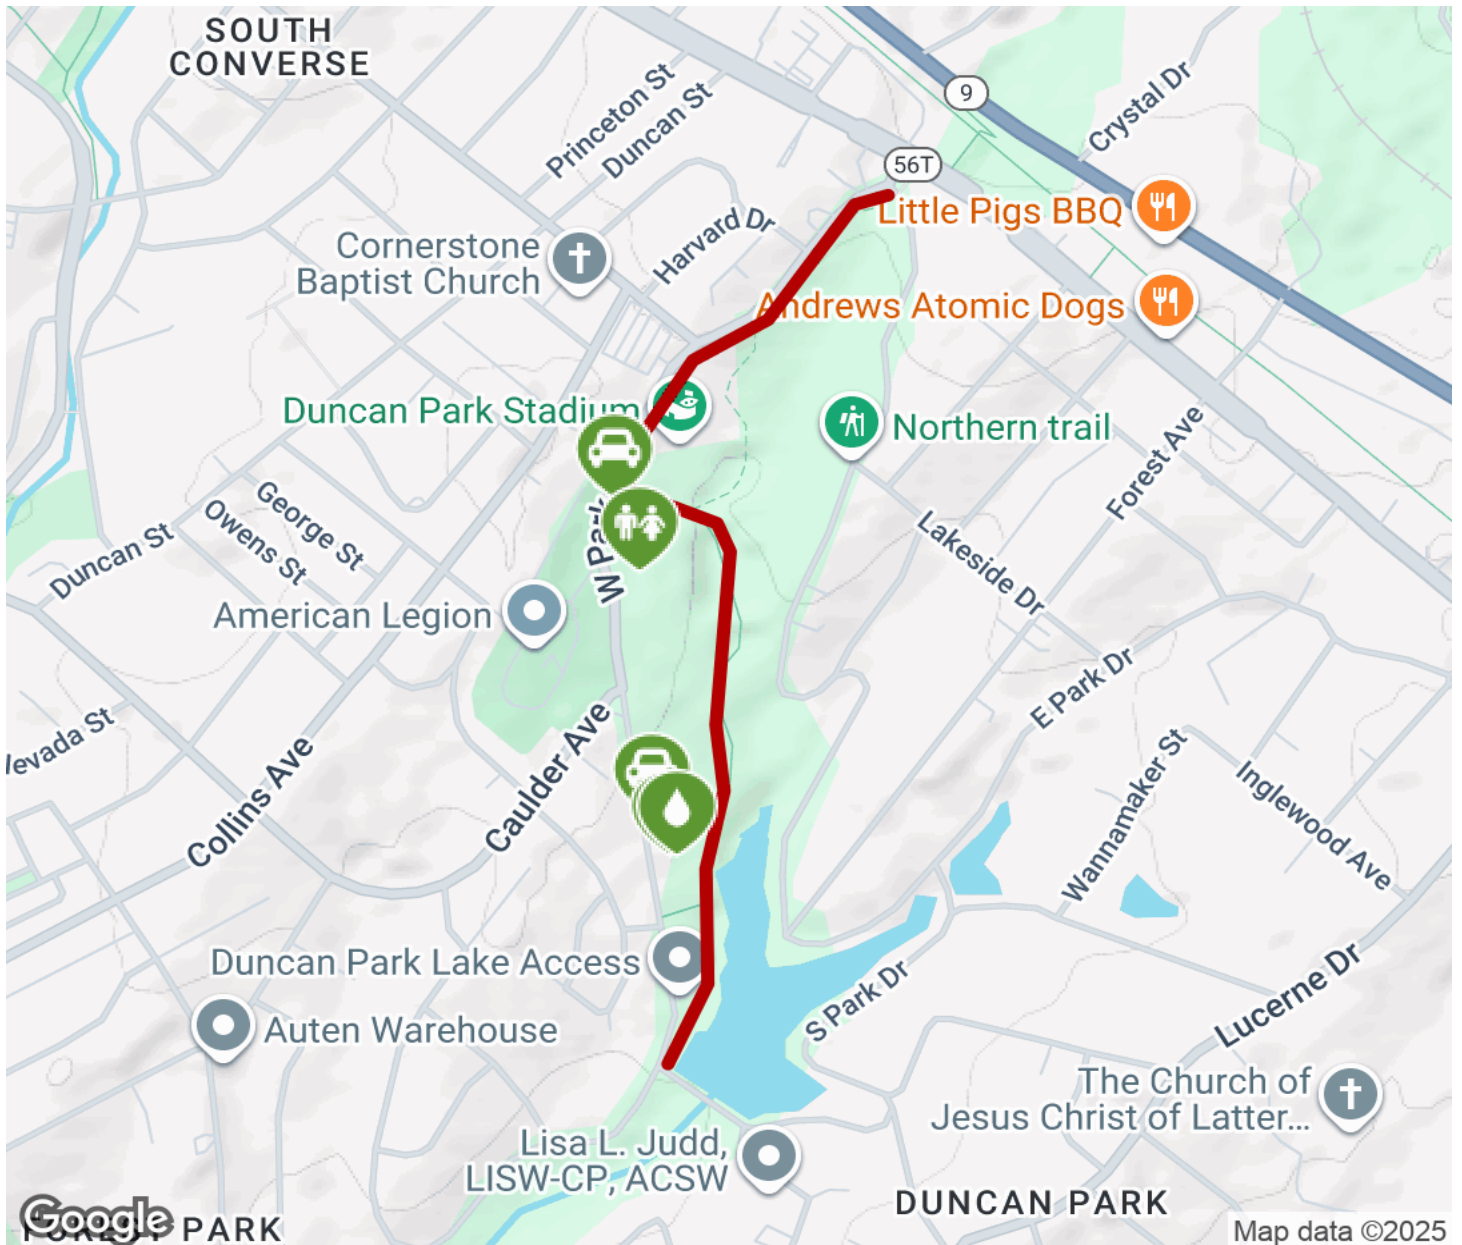 SOUTH
CONVERSE
Princeton St
Duncan St
9
Crystal Dr
56T
Little Pigs BBQ
Harvard Dr
Cornerstone
Baptist Church
Andrews Atomic Dogs
Duncan Park Stadium
Northern trail
Forest Ave
George St
Owens St
Duncan St
W Park
Lakeside Dr
American Legion
E Park Dr
Nevada St
Collins Ave
Caulder Ave
Wannamaker St
Inglewood Ave
Duncan Park Lake Access
S Park Dr
Lucerne Dr
Auten Warehouse
The Church of
Jesus Christ of Latter...
Lisa L. Judd,
LISW-CP, ACSW
DUNCAN PARK
Google
FOREST PARK
Map data ©2025